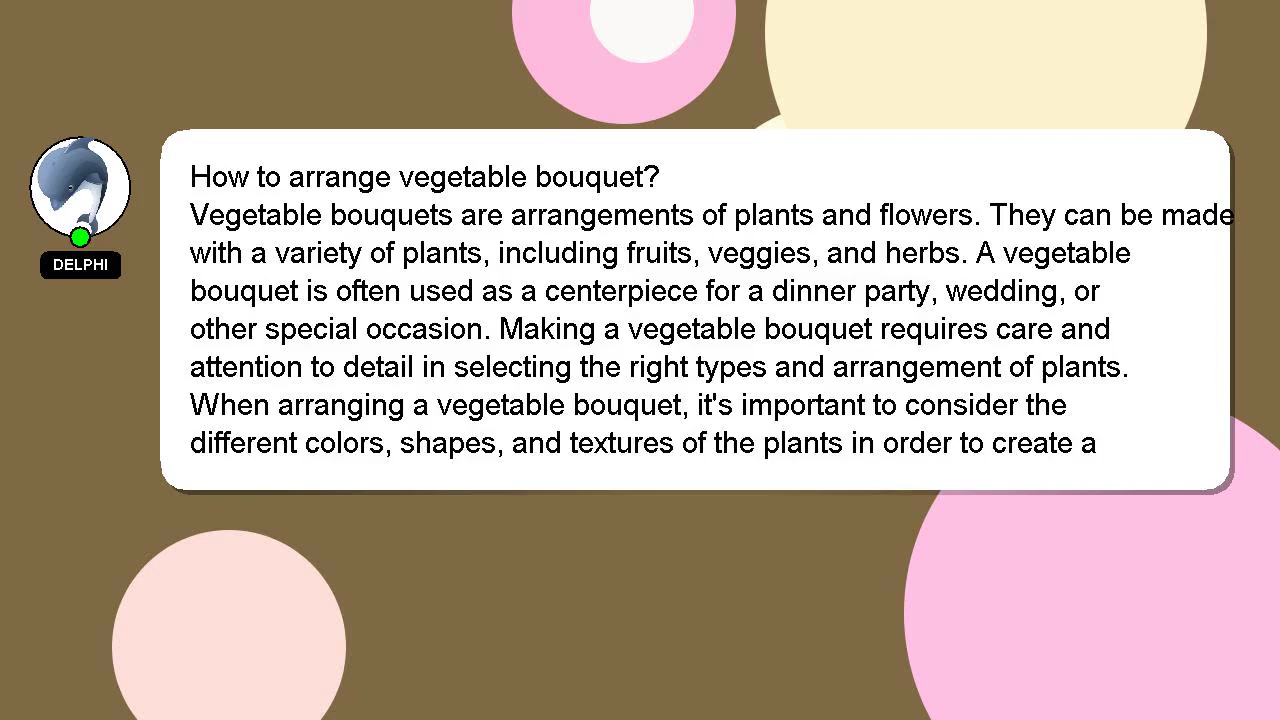 How to arrange vegetable bouquet?
Vegetable bouquets are arrangements of plants and flowers. They can be made
with a variety of plants, including fruits, veggies, and herbs. A vegetable
bouquet is often used as a centerpiece for a dinner party, wedding, or
other special occasion. Making a vegetable bouquet requires care and
attention to detail in selecting the right types and arrangement of plants.
When arranging a vegetable bouquet, it's important to consider the
different colors, shapes, and textures of the plants in order to create a
DELPHI